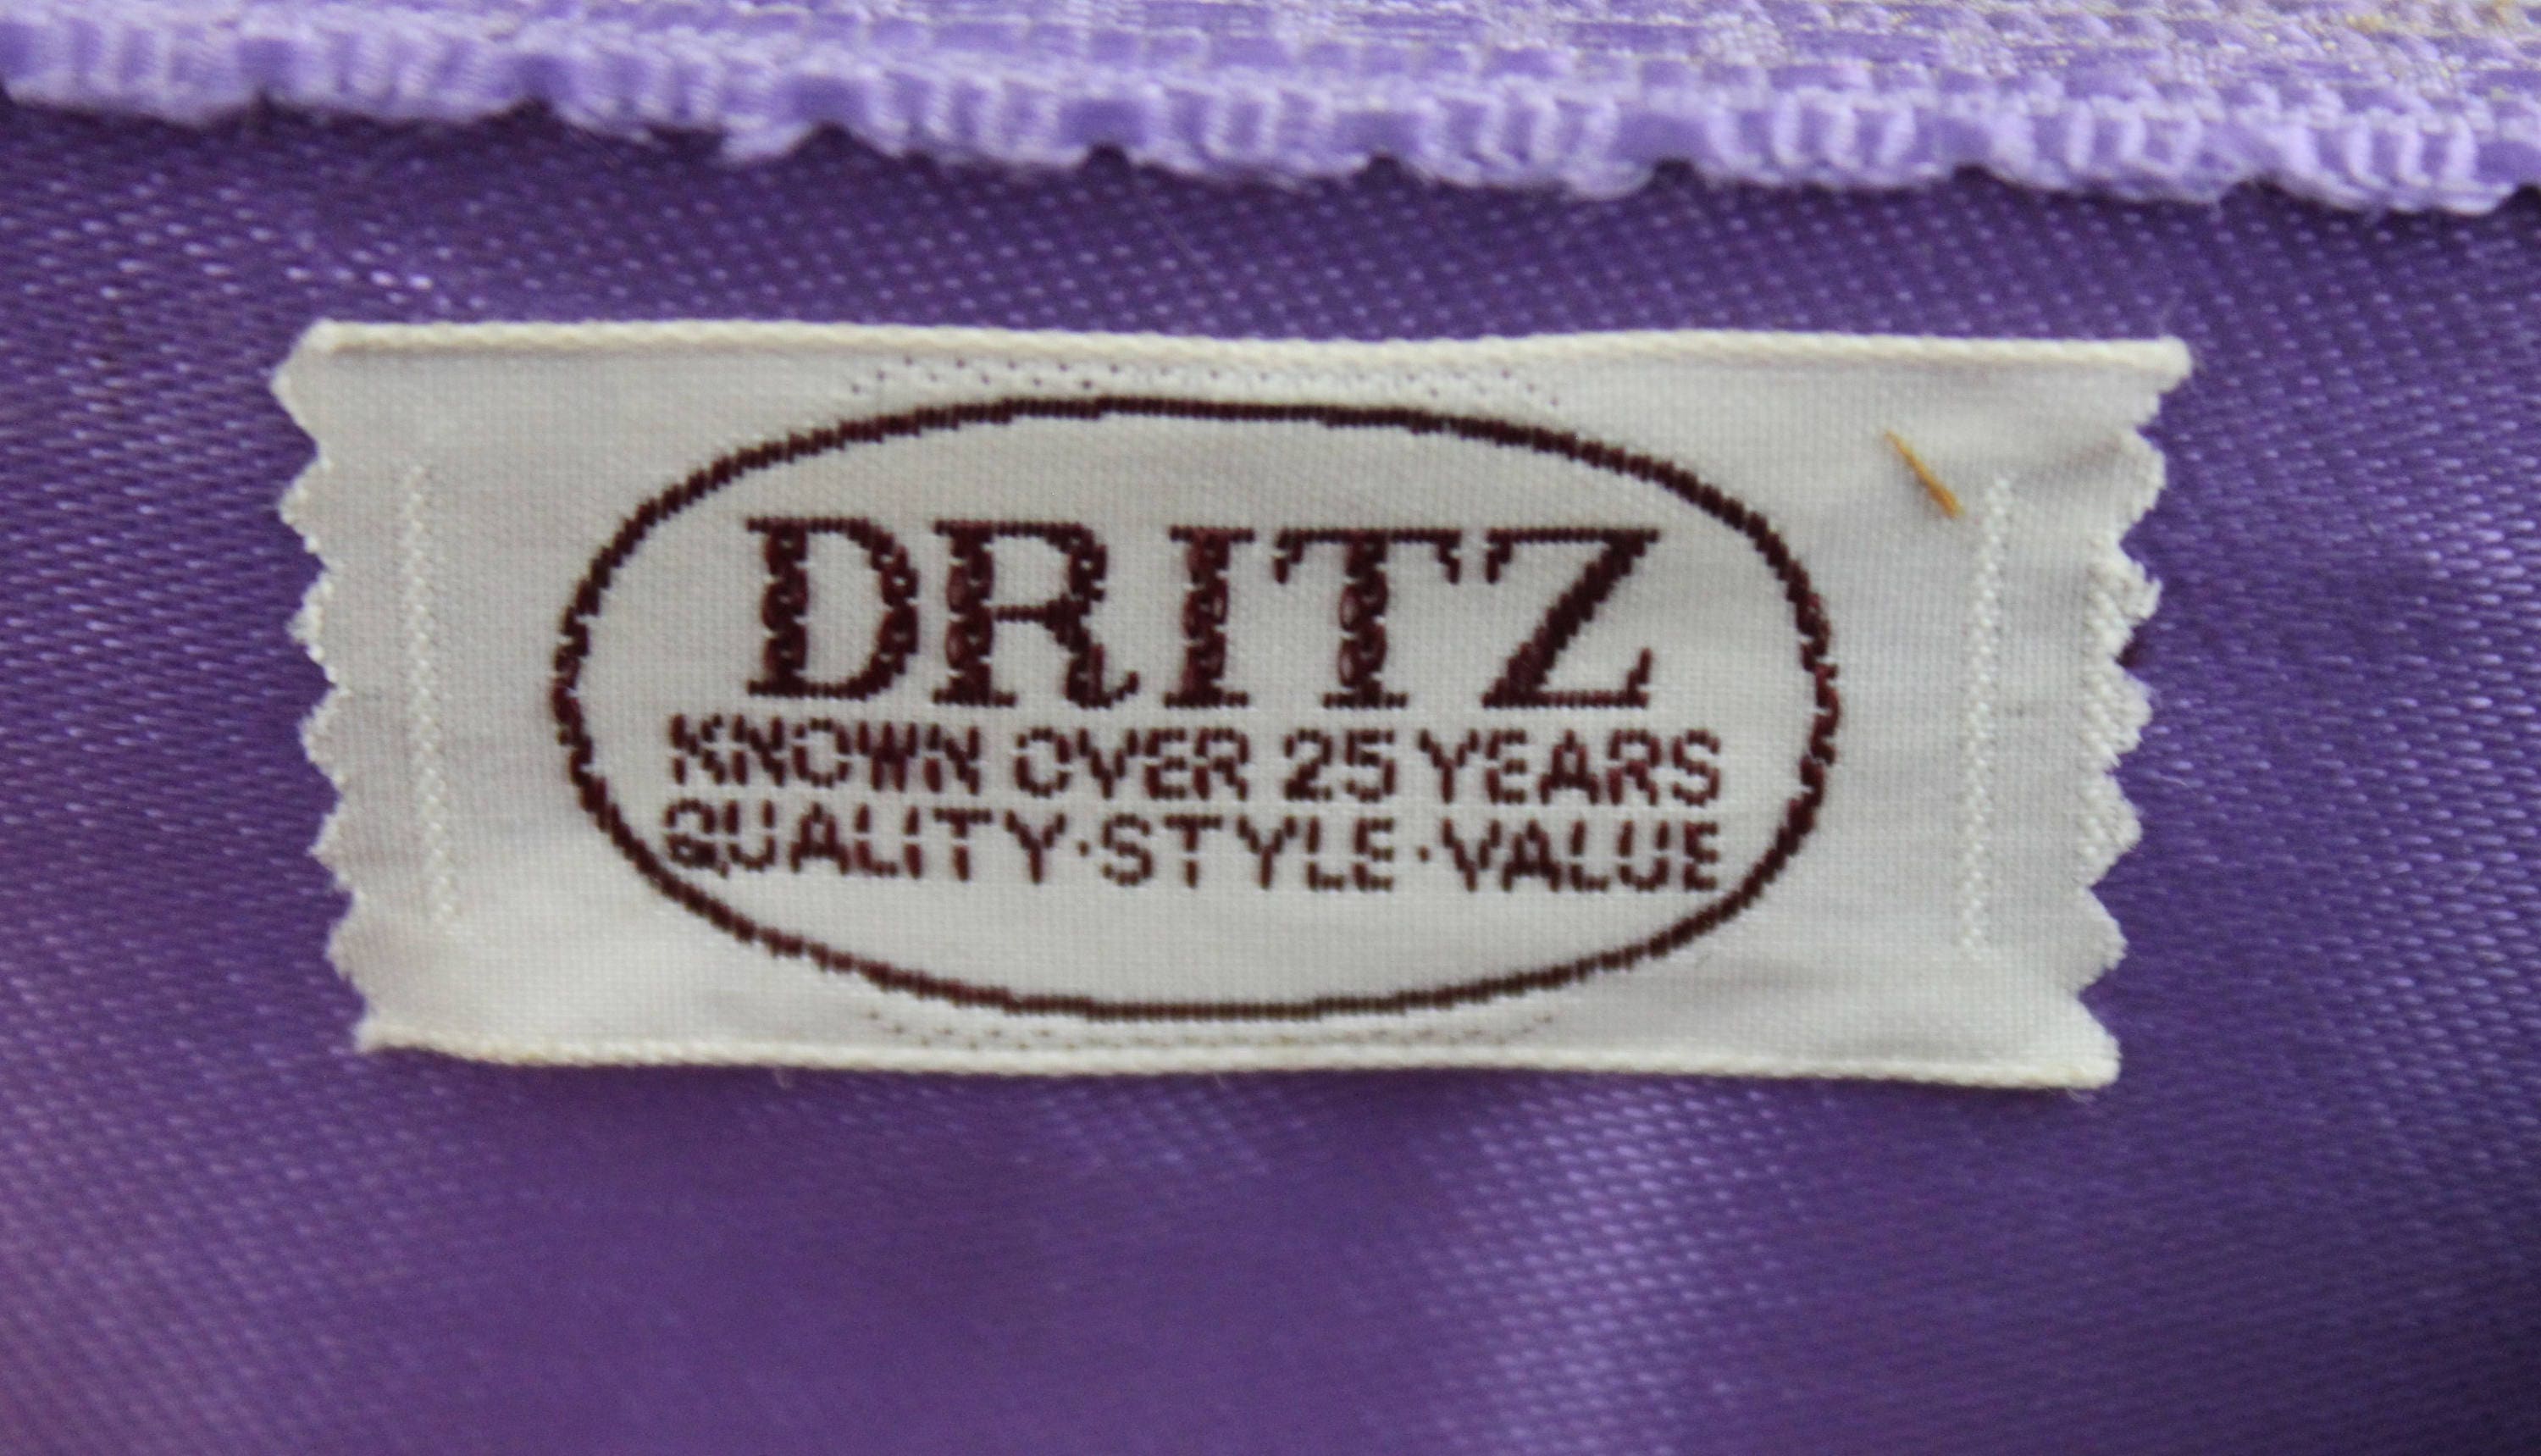 DRITZ
KNOWN OVER 25 YEARS
QUALITY·STYLE·VALUE